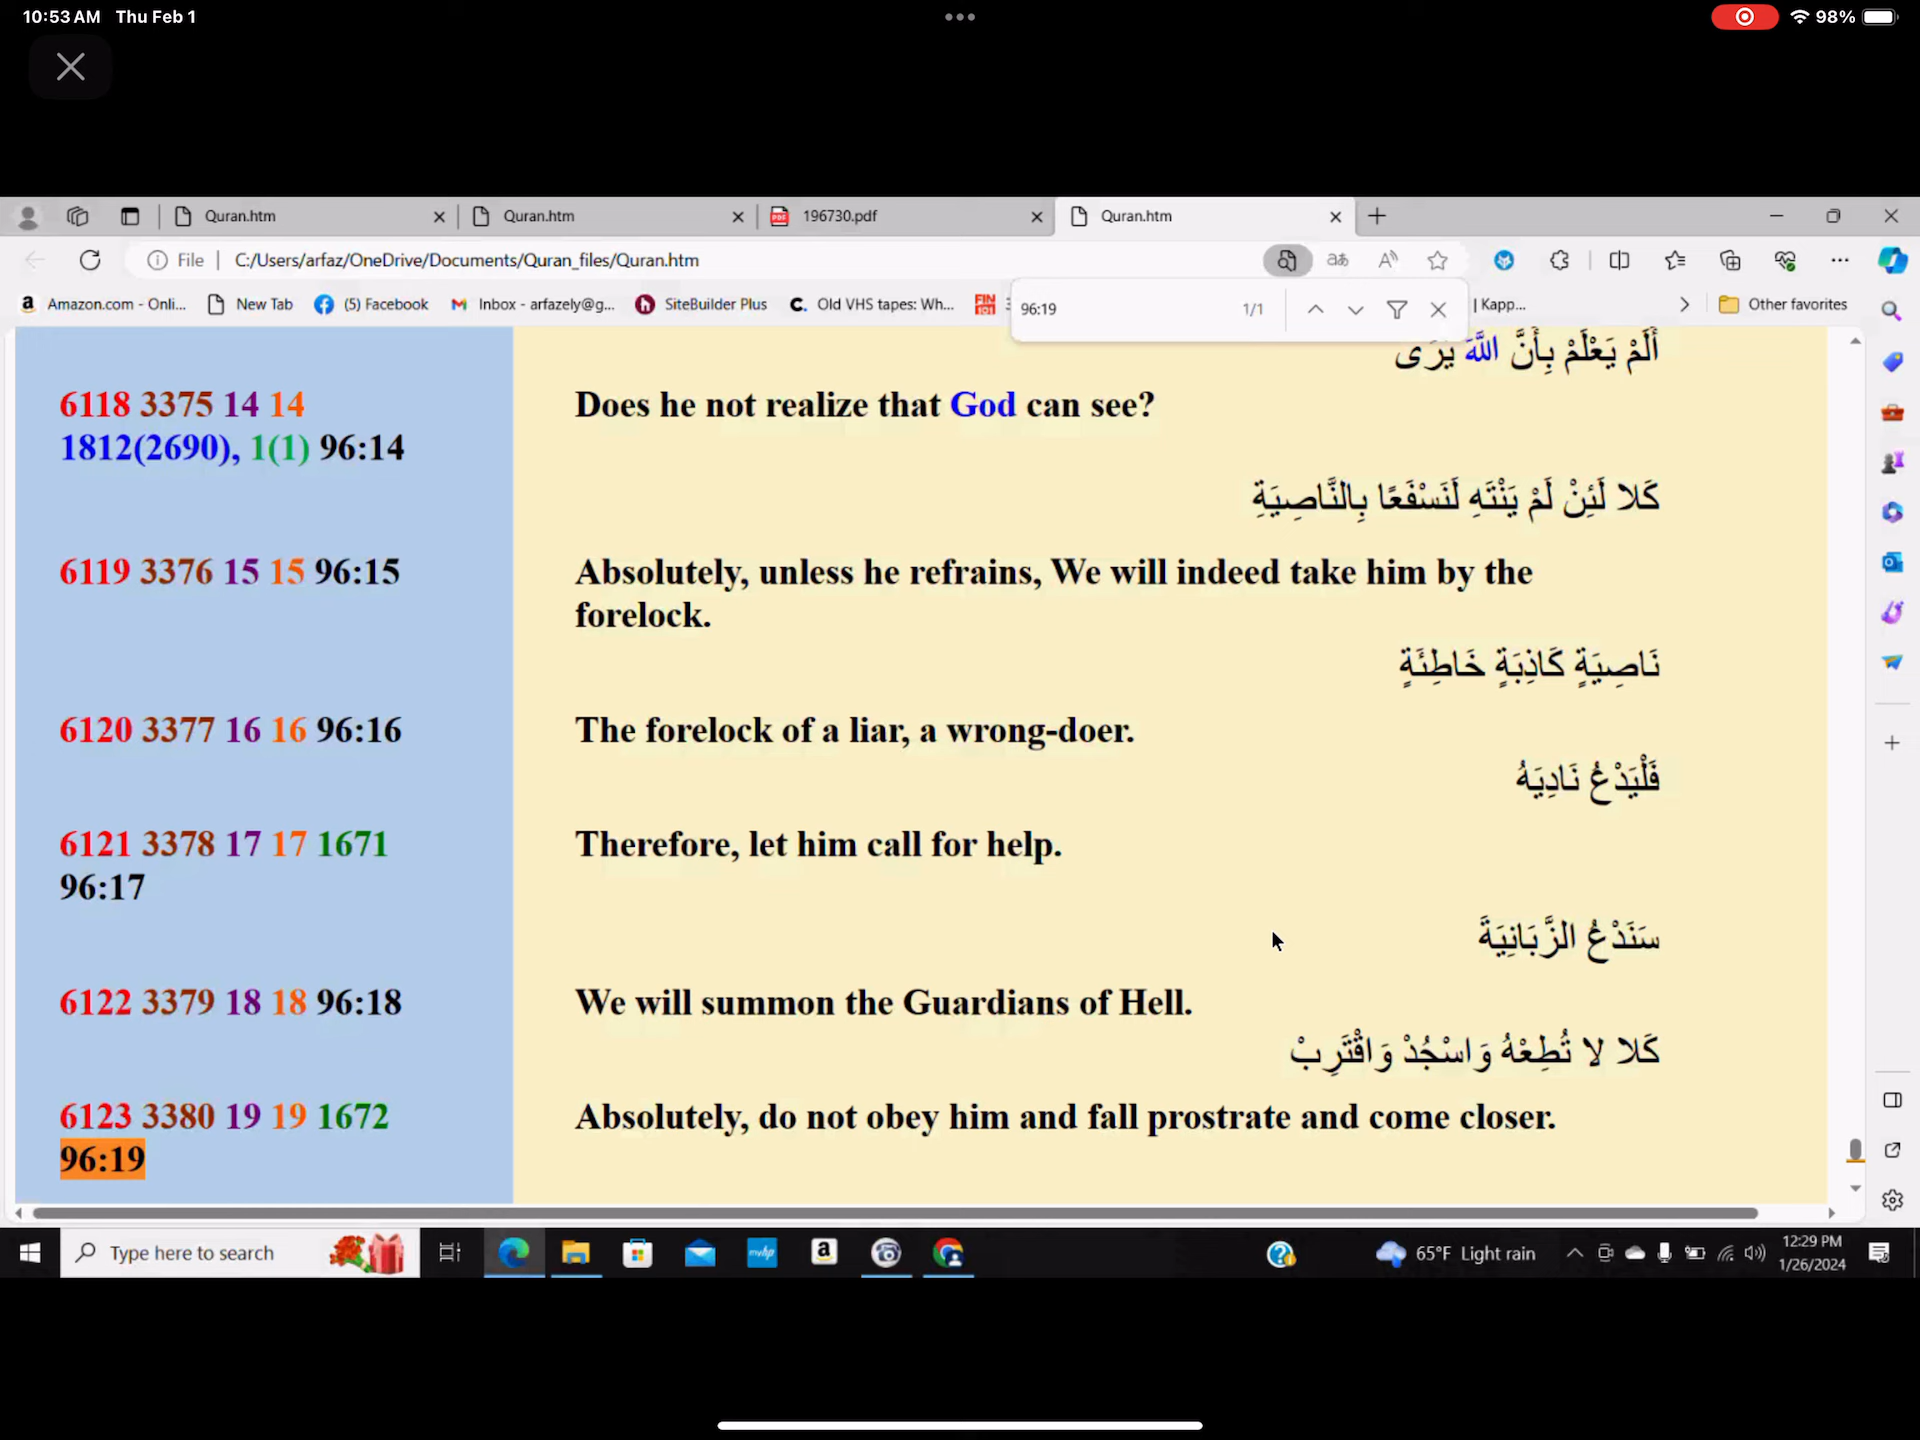 10:53 AM Thu Feb 1
98%
Quran.htm
Quran.htm
196730.pdf
Quran.htm
File
C:/Users/arfaz/OneDrive/Documents/Quran_files/Quran.htm
Amazon.com - Onli...
New Tab
(5) Facebook
Inbox - arfazely@g...
SiteBuilder Plus
Old VHS tapes: Wh...
| Kapp...
Other favorites
96:19
1/1
أَلَمْ يَعْلَمْ بِأَنَّ اللَّهَ يَرَى
6118 3375 14 14
1812(2690), 1(1) 96:14
Does he not realize that God can see?
كَلا لَئِنْ لَمْ يَنْتَهِ لَنَسْفَعًا بِالنَّاصِيَةِ
6119 3376 15 15 96:15
Absolutely, unless he refrains, We will indeed take him by the
forelock.
نَاصِيَةٍ كَاذِبَةٍ خَاطِئَةٍ
6120 3377 16 16 96:16
The forelock of a liar, a wrong-doer.
فَلْيَدْعُ نَادِيَهُ
6121 3378 17 17 1671
96:17
Therefore, let him call for help.
سَنَدْعُ الزَّبَانِيَةَ
6122 3379 18 18 96:18
We will summon the Guardians of Hell.
كَلا لا تُطِعْهُ وَاسْجُدْ وَاقْتَرِبْ
6123 3380 19 19 1672
96:19
Absolutely, do not obey him and fall prostrate and come closer.
Type here to search
65°F Light rain
12:29 PM
1/26/2024